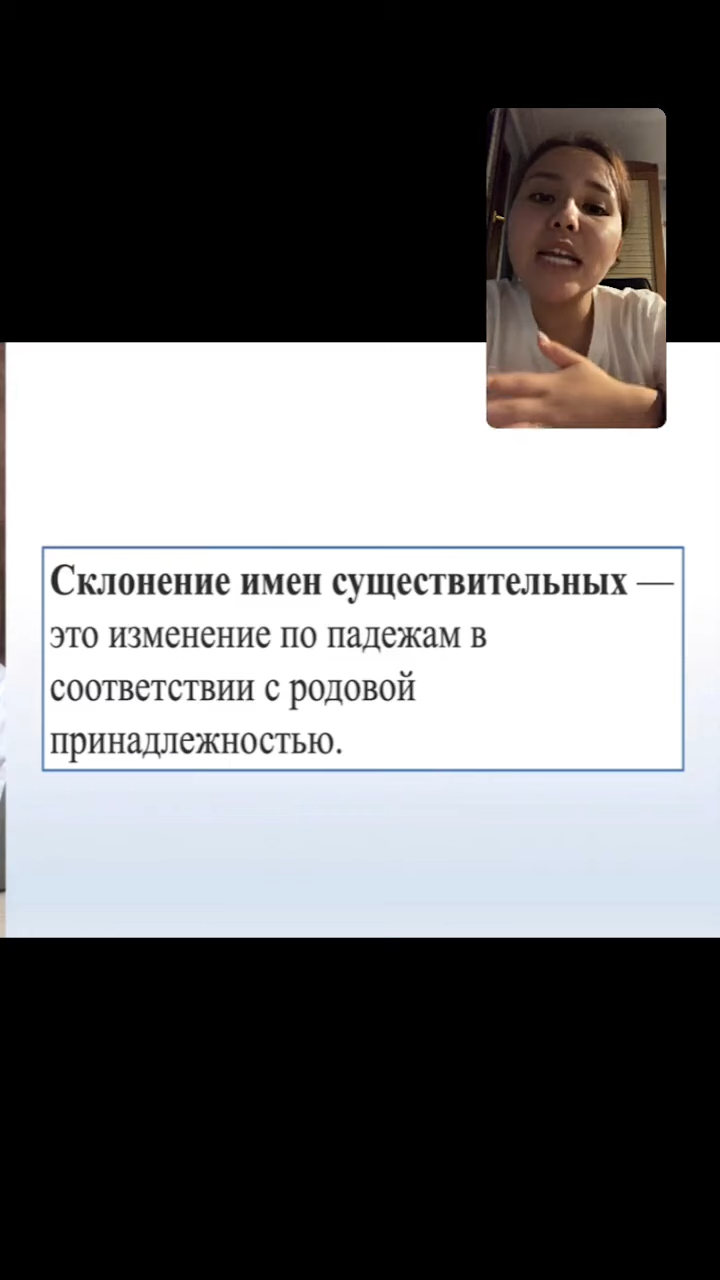 Склонение имен существительных —
это изменение по падежам в
соответствии с родовой
принадлежностью.